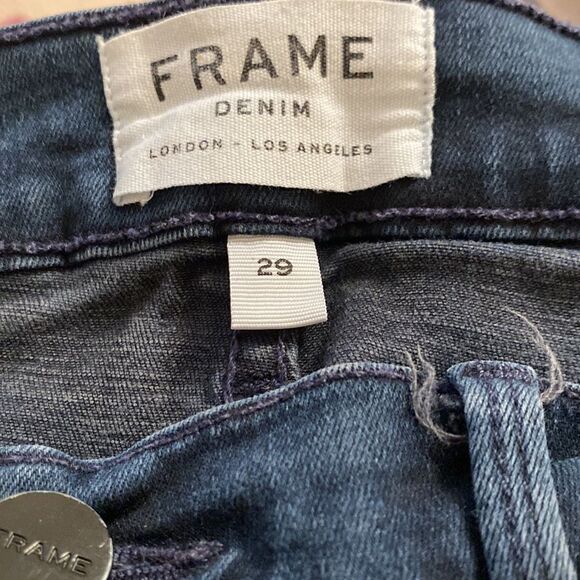 FRAME
DENIM
LONDON - LOS ANGELES
29
FRAME